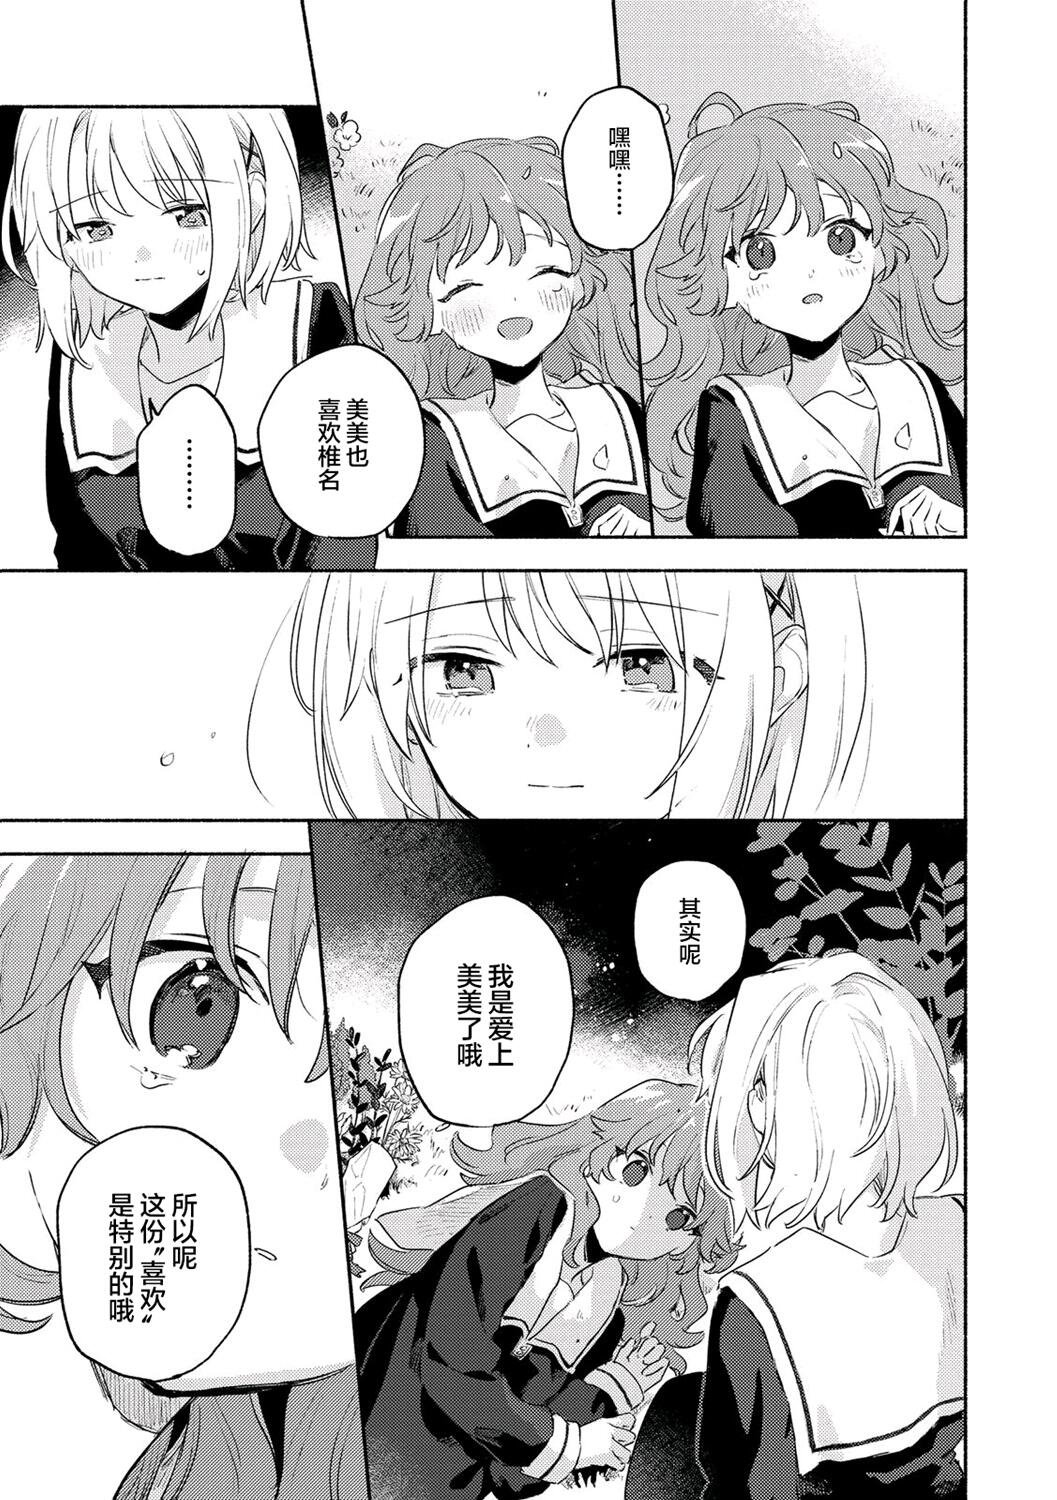 嘿嘿……
美美也
喜欢椎名
………
其实呢
我是爱上
美美了哦
所以呢
这份〝喜欢〟
是特别的哦